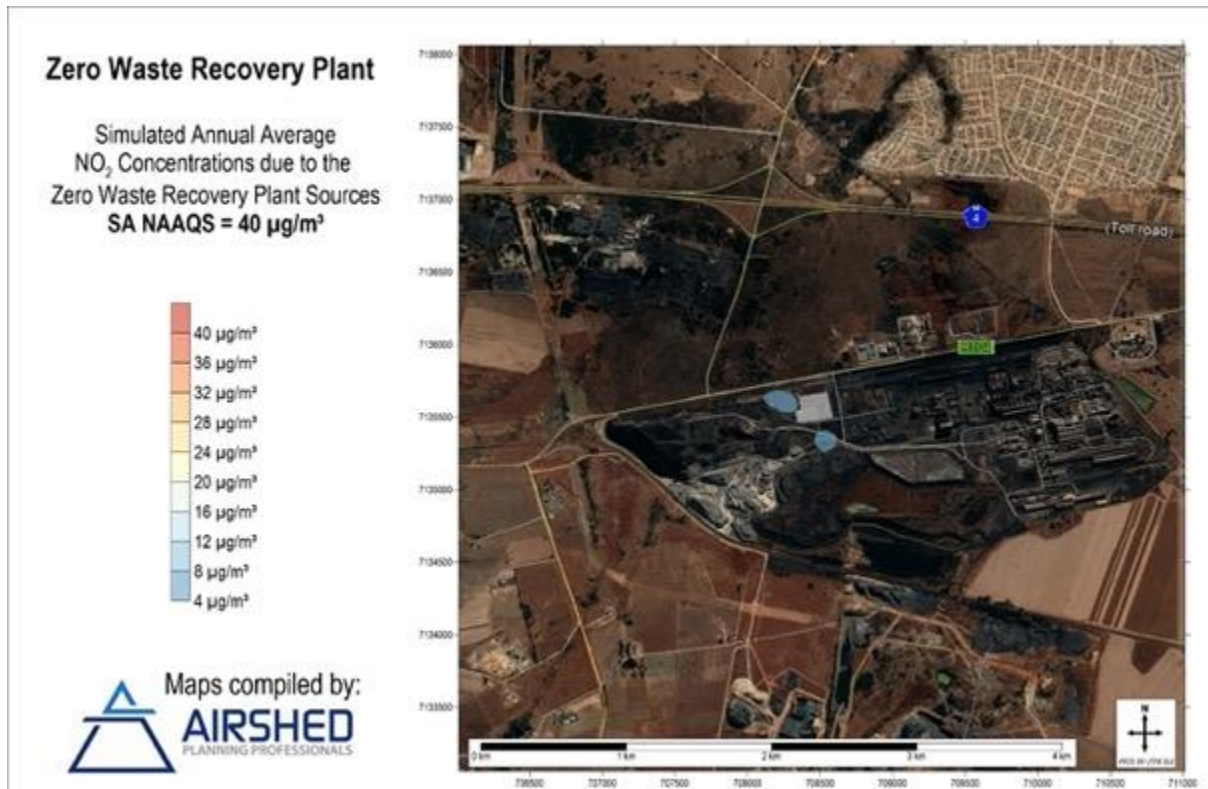 Zero Waste Recovery Plant
Simulated Annual Average
NO₂ Concentrations due to the
Zero Waste Recovery Plant Sources
SA NAAQS = 40 µg/m³
40 µg/m³
36 µg/m³
32 µg/m³
28 µg/m³
24 µg/m³
20 µg/m³
16 µg/m³
12 µg/m³
8 µg/m³
4 µg/m³
Maps compiled by:
AIRSHED
PLANNING PROFESSIONALS
7138000
7137500
7137000
7136500
7136000
7135500
7135000
7134500
7134000
7133500
4
(Toll road)
N
0 km
1 km
2 km
3 km
4 km
736500
707000
707500
708000
708500
709000
709500
710000
710500
711000